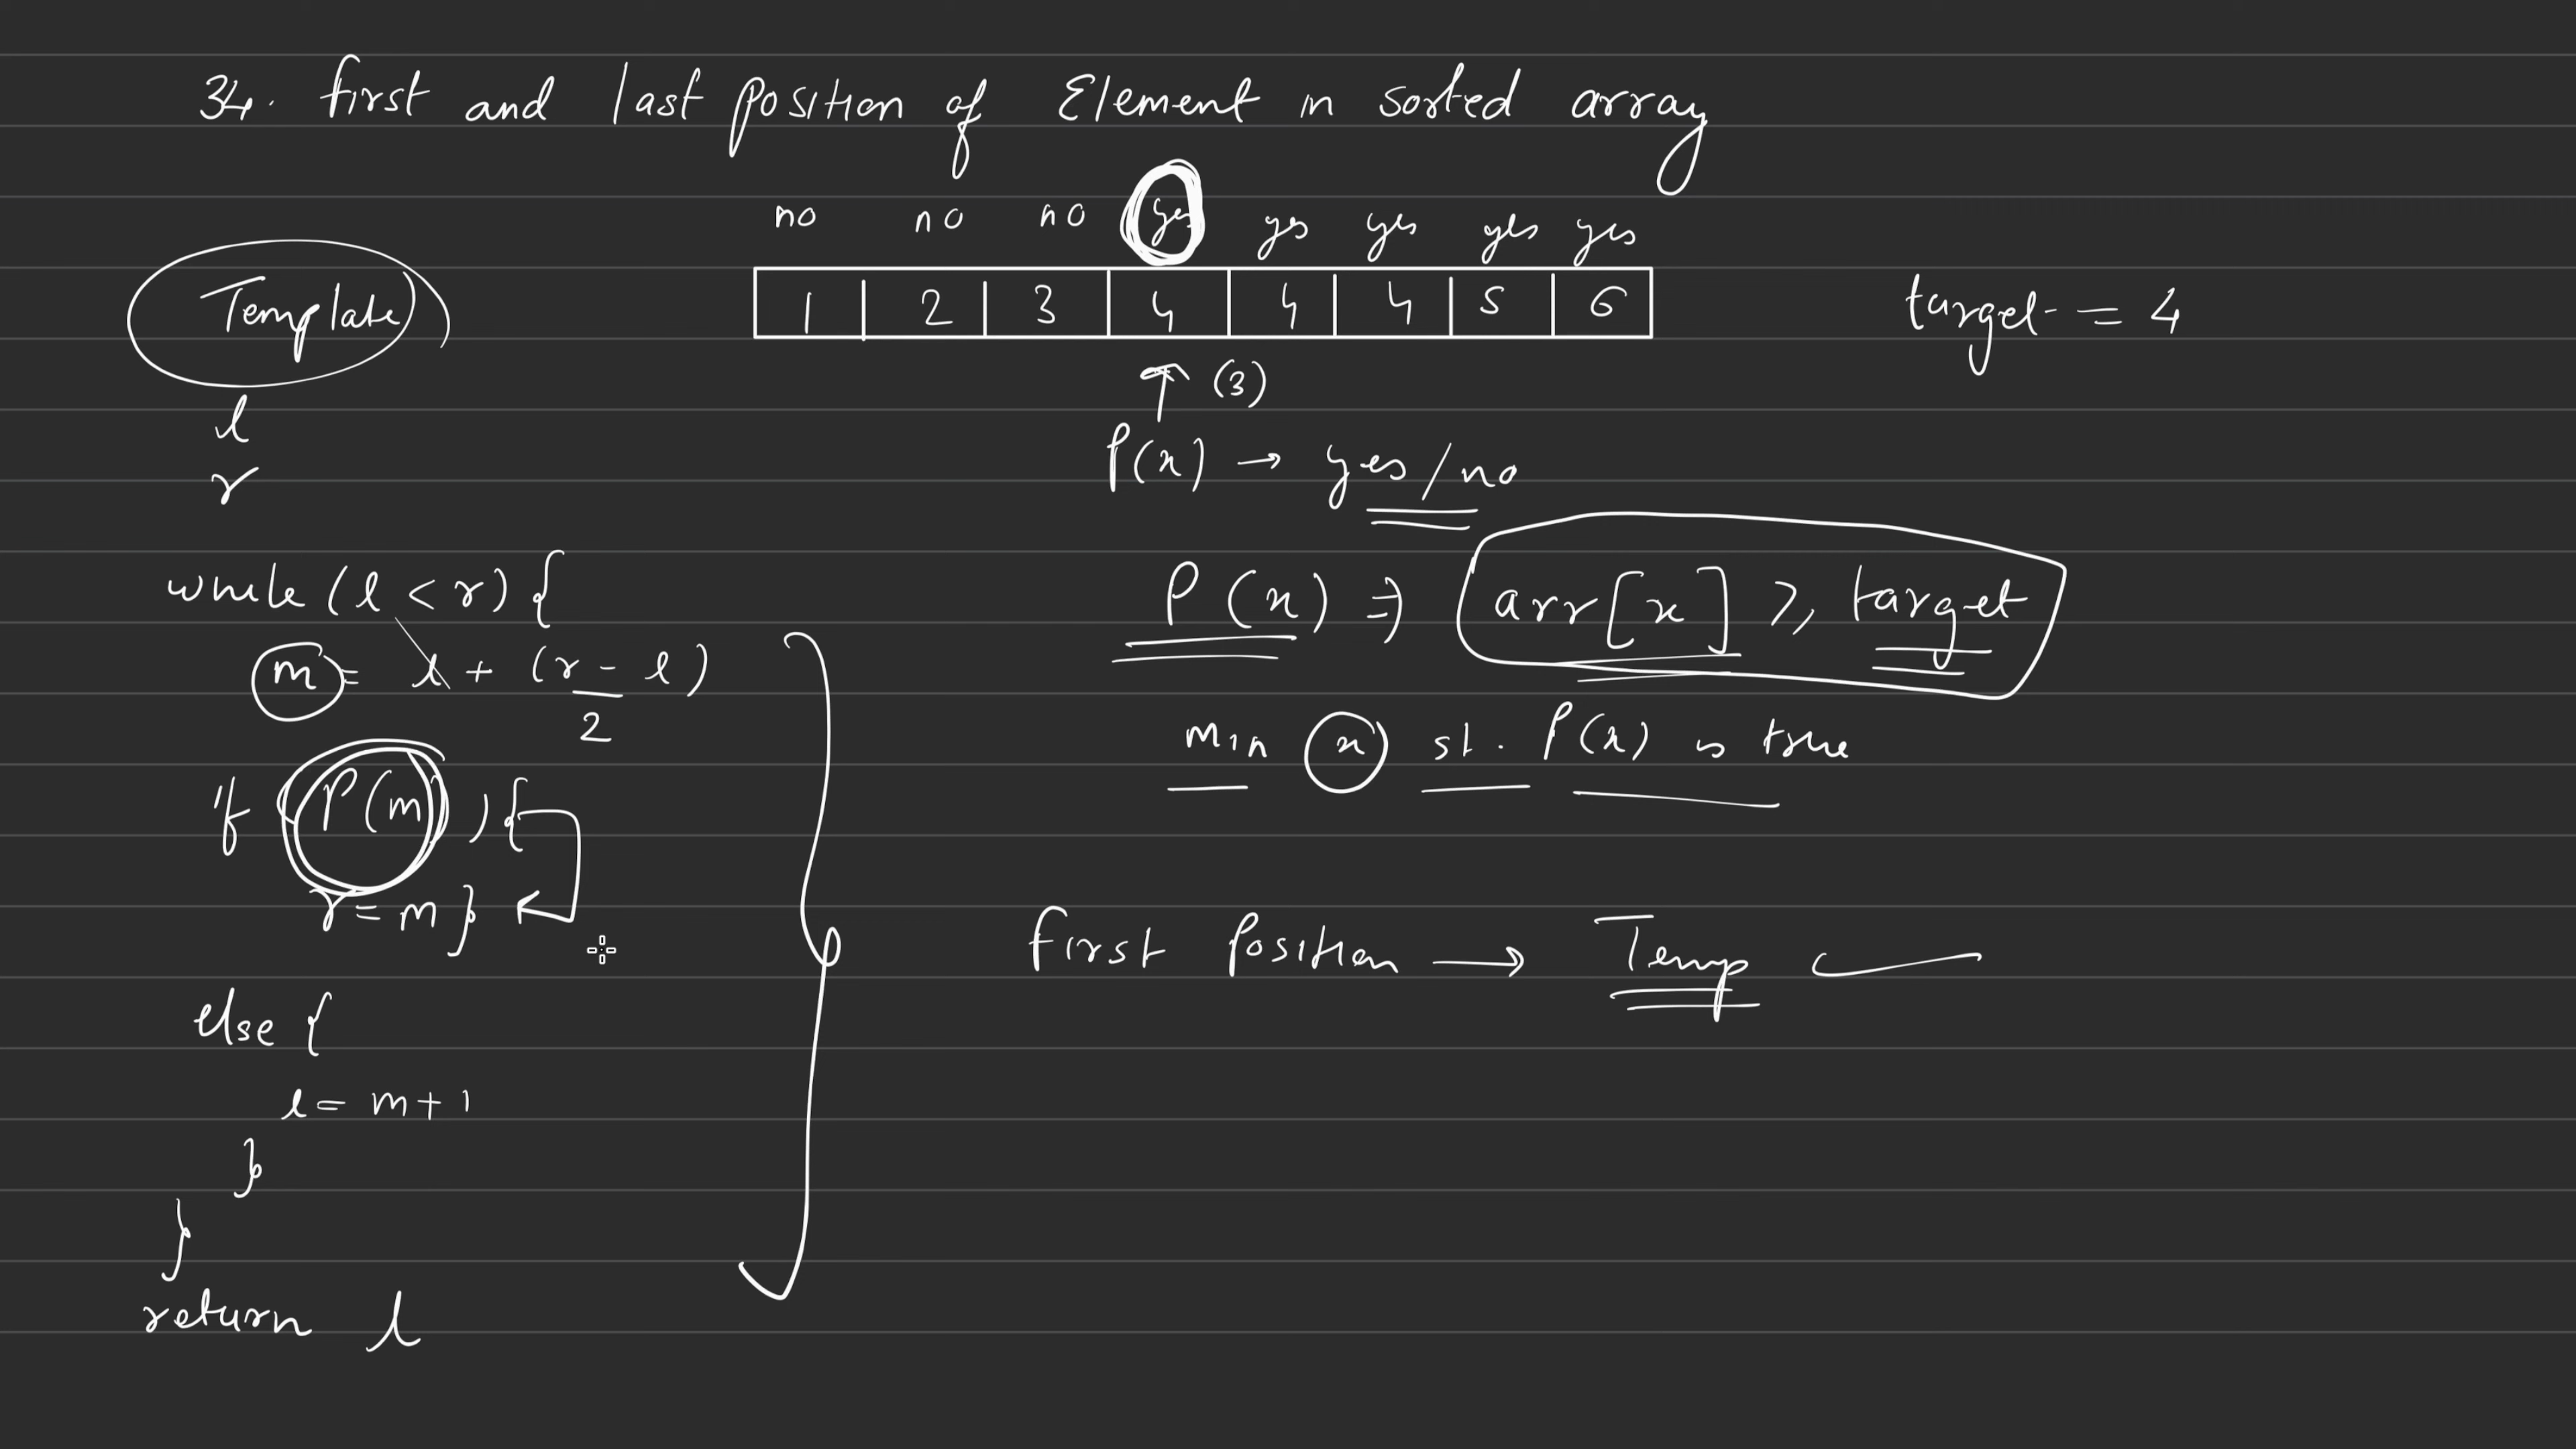 34. first and last position of Element in sorted array
no no no yes yes yes yes yes
Template
1 2 3 4 4 4 5 6
target = 4
(3)
l
r
P(x) → yes/no
while (l < r) {
m = l + (r - l)
2
P(x) ⇒ arr[x] ≥ target
min x st. P(x) is true
if P(m) ) {
r = m }
first position → Temp
else {
l = m + 1
}
}
return l